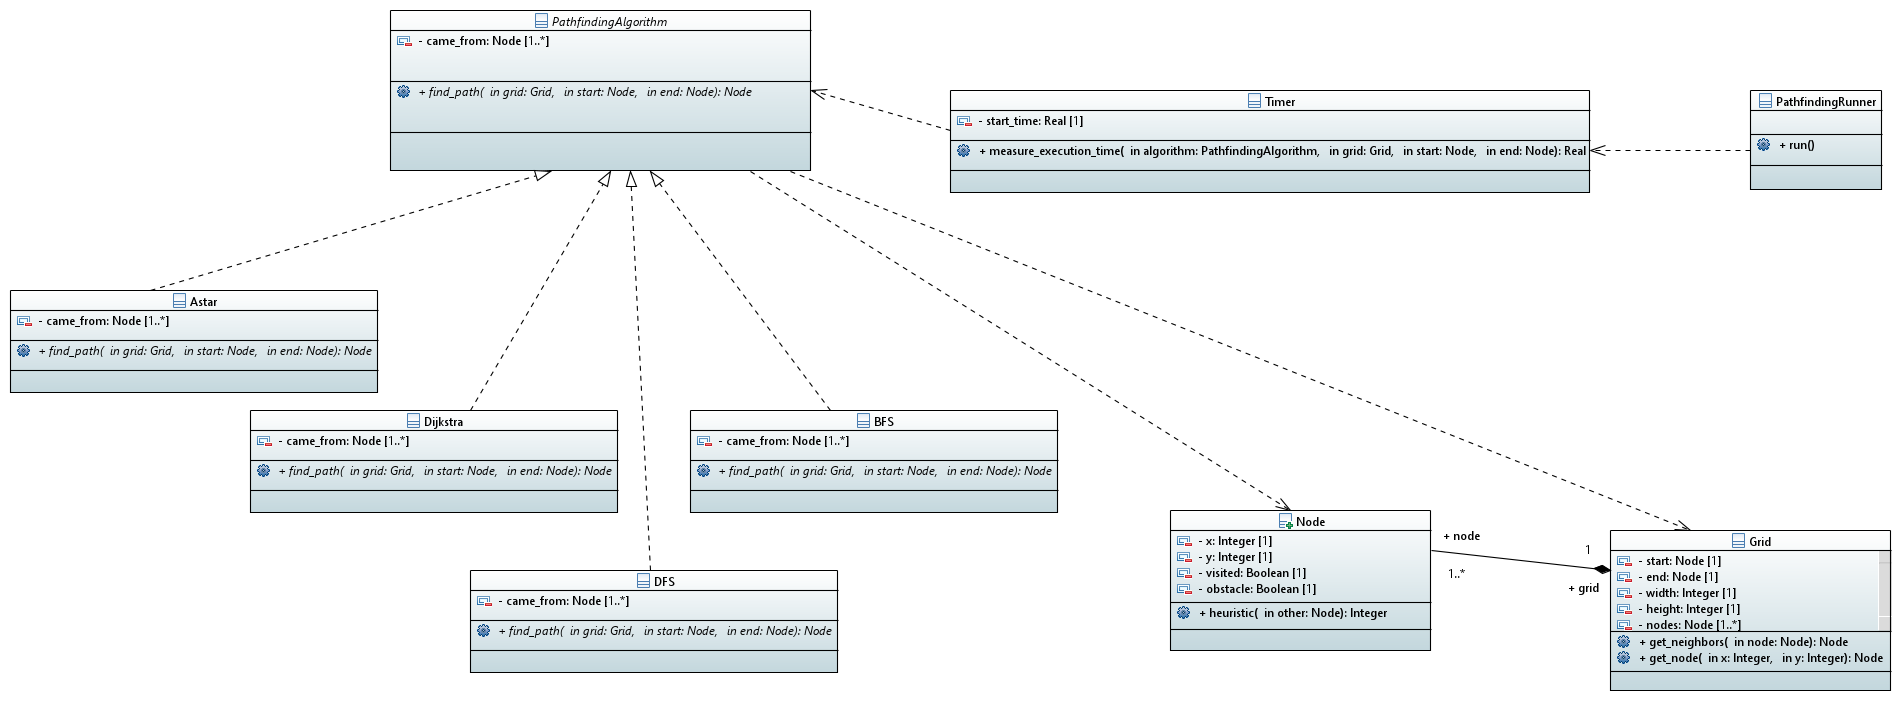 PathfindingAlgorithm
- came_from: Node [1..*]
+ find_path( in grid: Grid, in start: Node, in end: Node): Node
Timer
- start_time: Real [1]
+ measure_execution_time( in algorithm: PathfindingAlgorithm, in grid: Grid, in start: Node, in end: Node): Real
PathfindingRunner
+ run()
Astar
- came_from: Node [1..*]
+ find_path( in grid: Grid, in start: Node, in end: Node): Node
Dijkstra
- came_from: Node [1..*]
+ find_path( in grid: Grid, in start: Node, in end: Node): Node
BFS
- came_from: Node [1..*]
+ find_path( in grid: Grid, in start: Node, in end: Node): Node
DFS
- came_from: Node [1..*]
+ find_path( in grid: Grid, in start: Node, in end: Node): Node
Node
- x: Integer [1]
- y: Integer [1]
- visited: Boolean [1]
- obstacle: Boolean [1]
+ heuristic( in other: Node): Integer
+ node
1..*
1
+ grid
Grid
- start: Node [1]
- end: Node [1]
- width: Integer [1]
- height: Integer [1]
- nodes: Node [1..*]
+ get_neighbors( in node: Node): Node
+ get_node( in x: Integer, in y: Integer): Node